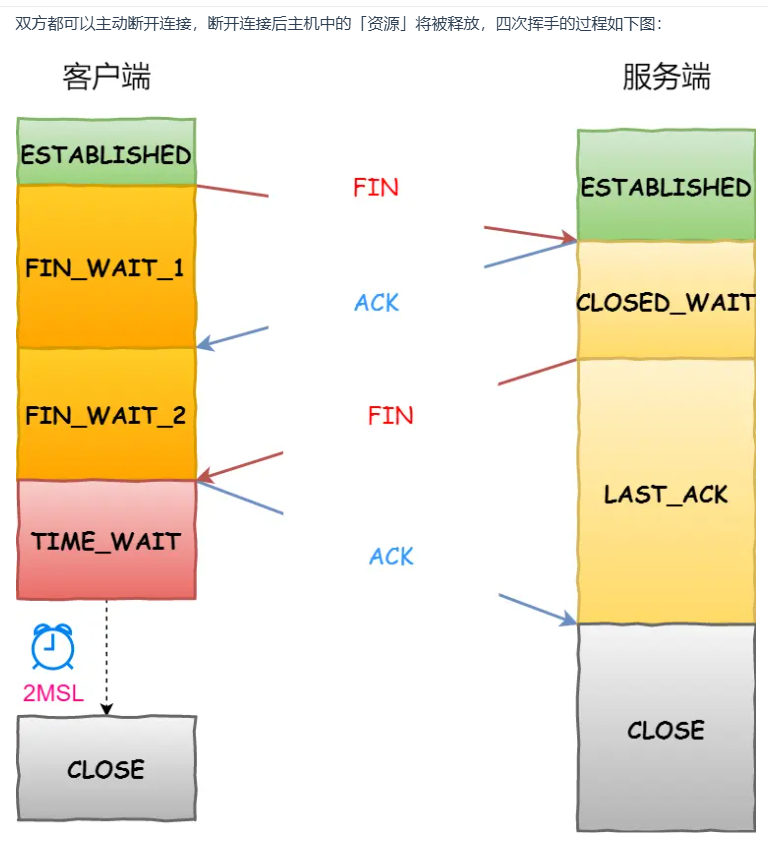 双方都可以主动断开连接，断开连接后主机中的「资源」将被释放，四次挥手的过程如下图：
客户端
服务端
ESTABLISHED
FIN
ESTABLISHED
FIN_WAIT_1
ACK
CLOSED_WAIT
FIN_WAIT_2
FIN
LAST_ACK
TIME_WAIT
ACK
2MSL
CLOSE
CLOSE